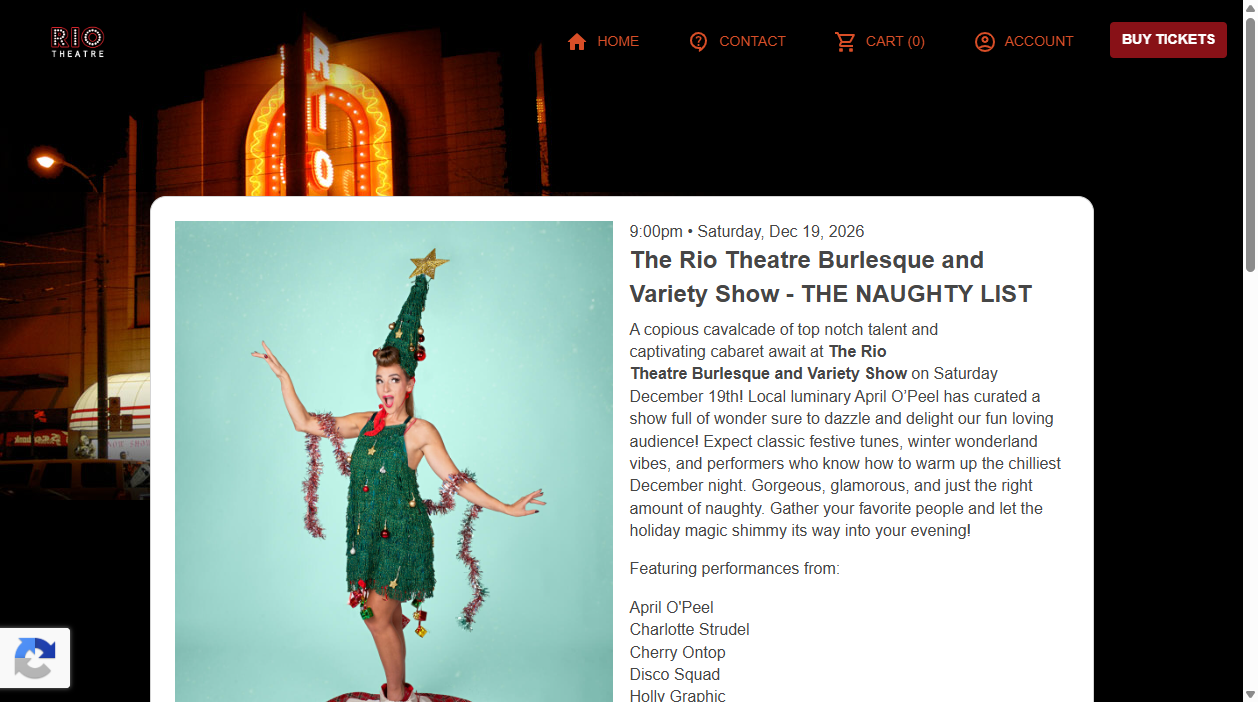 RIO
THEATRE
HOME
CONTACT
CART (0)
ACCOUNT
BUY TICKETS
RIO
9:00pm • Saturday, Dec 19, 2026
The Rio Theatre Burlesque and
Variety Show - THE NAUGHTY LIST
A copious cavalcade of top notch talent and
captivating cabaret await at The Rio
Theatre Burlesque and Variety Show on Saturday
December 19th! Local luminary April O’Peel has curated a
show full of wonder sure to dazzle and delight our fun loving
audience! Expect classic festive tunes, winter wonderland
vibes, and performers who know how to warm up the chilliest
December night. Gorgeous, glamorous, and just the right
amount of naughty. Gather your favorite people and let the
holiday magic shimmy its way into your evening!
Featuring performances from:
April O'Peel
Charlotte Strudel
Cherry Ontop
Disco Squad
Holly Graphic